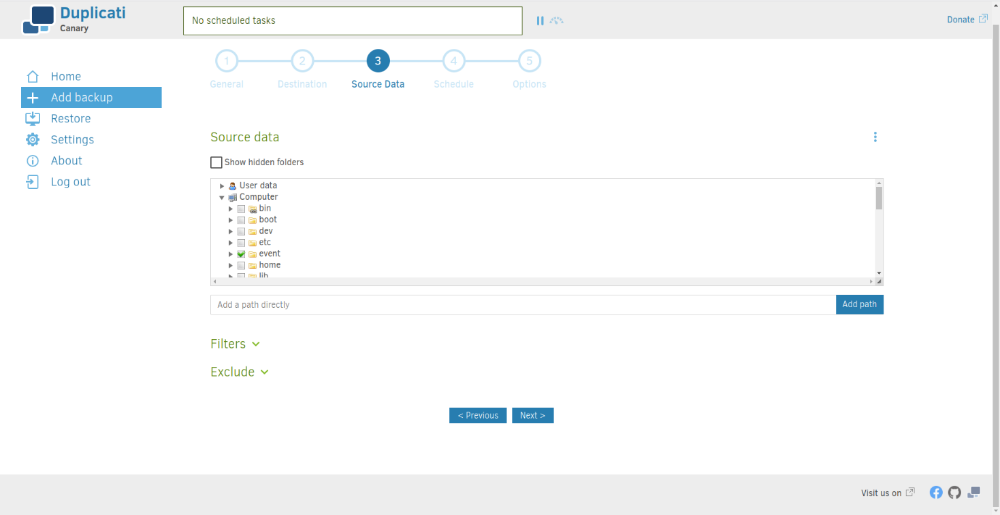 Duplicati
Canary
No scheduled tasks
Donate
Home
Add backup
Restore
Settings
About
Log out
1
2
3
4
5
General
Destination
Source Data
Schedule
Options
Source data
Show hidden folders
User data
Computer
bin
boot
dev
etc
event
home
lib
Add a path directly
Add path
Filters
Exclude
< Previous
Next >
Visit us on